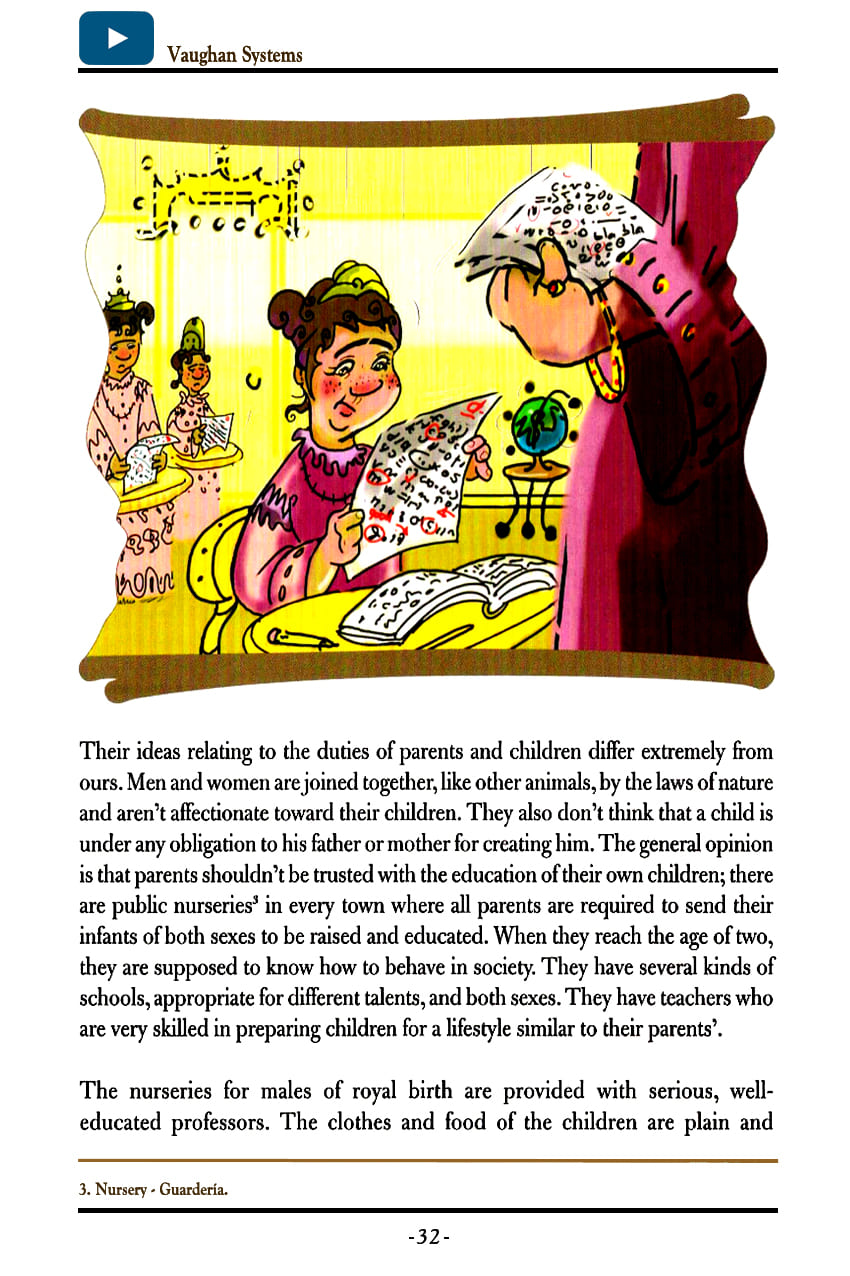 Vaughan Systems
bla bla
Their ideas relating to the duties of parents and children differ extremely from
ours. Men and women are joined together, like other animals, by the laws of nature
and aren't affectionate toward their children. They also don't think that a child is
under any obligation to his father or mother for creating him. The general opinion
is that parents shouldn't be trusted with the education of their own children; there
are public nurseries³ in every town where all parents are required to send their
infants of both sexes to be raised and educated. When they reach the age of two,
they are supposed to know how to behave in society. They have several kinds of
schools, appropriate for different talents, and both sexes. They have teachers who
are very skilled in preparing children for a lifestyle similar to their parents'.
The nurseries for males of royal birth are provided with serious, well-
educated professors. The clothes and food of the children are plain and
3. Nursery - Guardería.
-32-